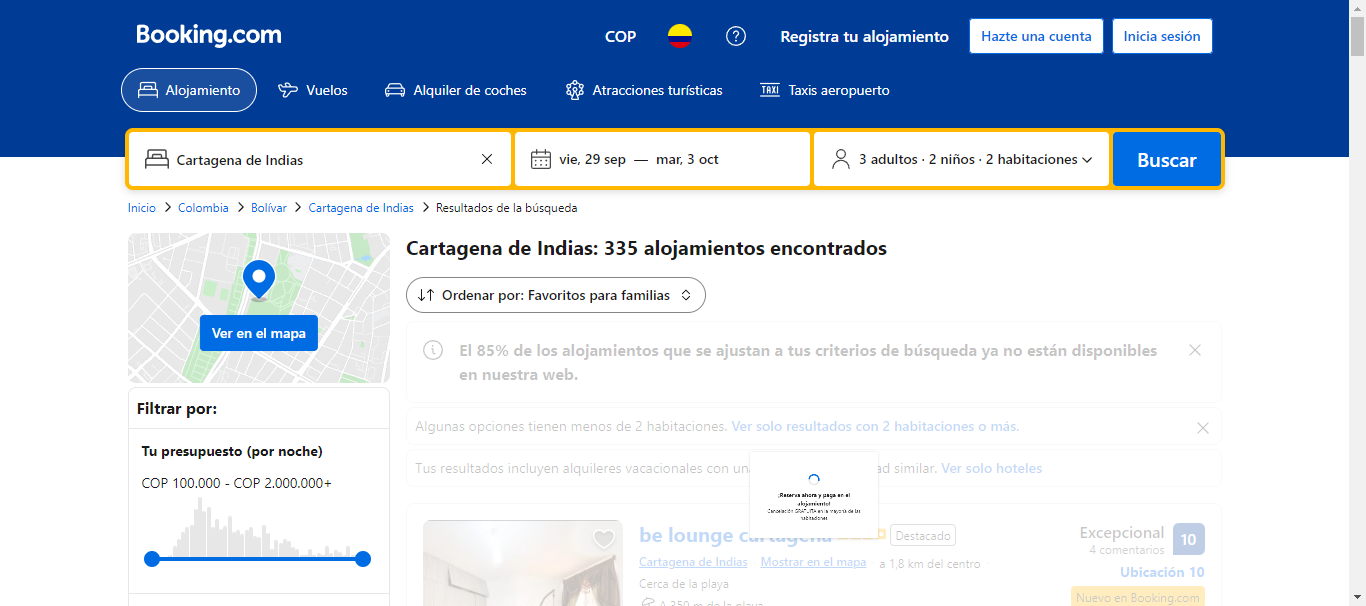 Booking.com
COP
Registra tu alojamiento
Hazte una cuenta
Inicia sesión
Alojamiento
Vuelos
Alquiler de coches
TAXI
Atracciones turísticas
Taxis aeropuerto
Cartagena de Indias
vie, 29 sep — mar, 3 oct
3 adultos · 2 niños · 2 habitaciones
Buscar
Inicio > Colombia > Bolívar > Cartagena de Indias > Resultados de la búsqueda
Ver en el mapa
Filtrar por:
Tu presupuesto (por noche)
COP 100.000 - COP 2.000.000+
Cartagena de Indias: 335 alojamientos encontrados
Ordenar por: Favoritos para familias
El 85% de los alojamientos que se ajustan a tus criterios de búsqueda ya no están disponibles
en nuestra web.
Algunas opciones tienen menos de 2 habitaciones. Ver solo resultados con 2 habitaciones o más.
Tus resultados incluyen alquileres vacacionales con similar. Ver solo hoteles
¡Reserva ahora y paga en el
alojamiento!
Cancelación GRATUITA en la mayoría de las
habitaciones
be lounge cartagena
Destacado
Cartagena de Indias Mostrar en el mapa a 1,8 km del centro
Cerca de la playa
A 350 m de la playa
Excepcional
4 comentarios
10
Ubicación 10
Nuevo en Booking.com